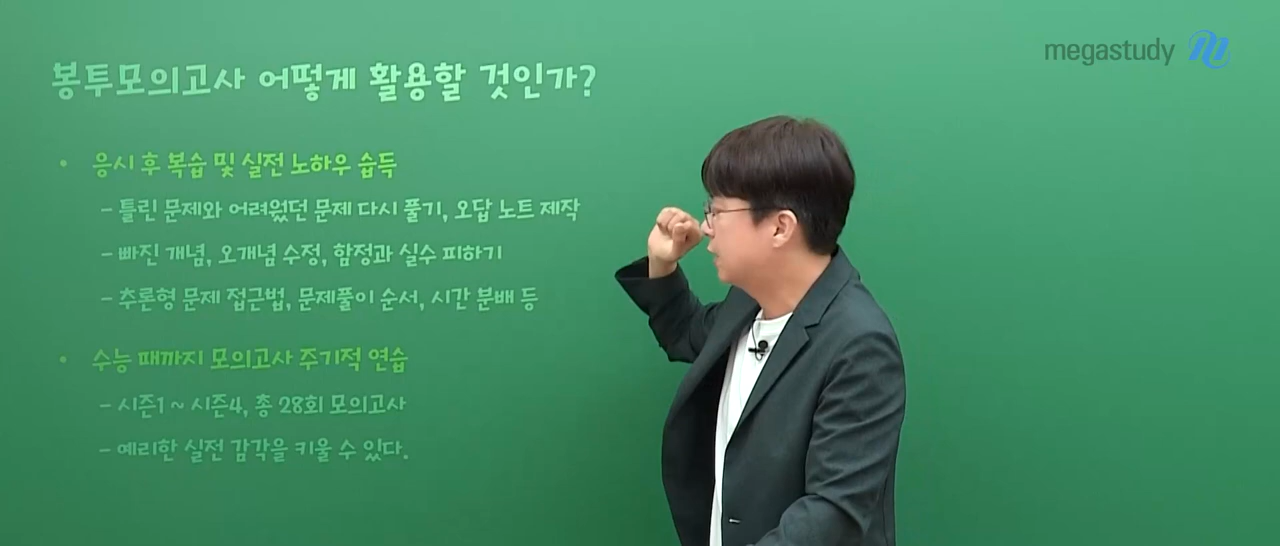 megastudy
봉투모의고사 어떻게 활용할 것인가?
• 응시 후 복습 및 실전 노하우 습득
- 틀린 문제와 어려웠던 문제 다시 풀기, 오답 노트 제작
- 빠진 개념, 오개념 수정, 함정과 실수 피하기
- 추론형 문제 접근법, 문제풀이 순서, 시간 분배 등
• 수능 때까지 모의고사 주기적 연습
- 시즌1 ~ 시즌4, 총 28회 모의고사
- 예리한 실전 감각을 키울 수 있다.